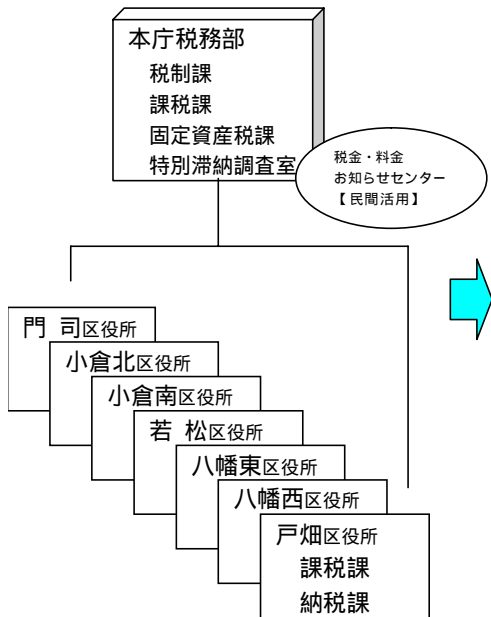 本庁税務部
税制課
課税課
固定資産税課
特別滞納調査室
税金・料金
お知らせセンター
【民間活用】
門 司区役所
小倉北区役所
小倉南区役所
若 松区役所
八幡東区役所
八幡西区役所
戸畑区役所
課税課
納税課